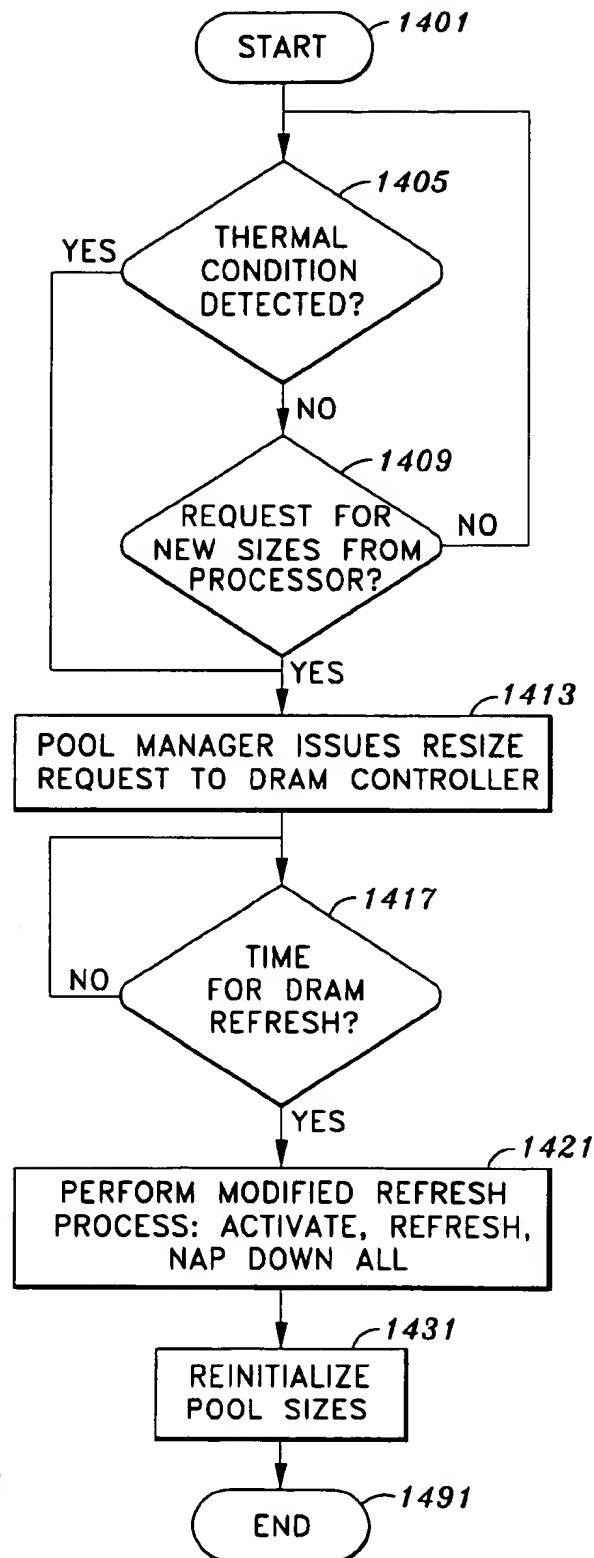 START
1401
1405
YES
THERMAL
CONDITION
DETECTED?
NO
1409
REQUEST FOR
NEW SIZES FROM
PROCESSOR?
NO
YES
1413
POOL MANAGER ISSUES RESIZE
REQUEST TO DRAM CONTROLLER
1417
TIME
FOR DRAM
REFRESH?
NO
YES
1421
PERFORM MODIFIED REFRESH
PROCESS: ACTIVATE, REFRESH,
NAP DOWN ALL
1431
REINITIALIZE
POOL SIZES
1491
END